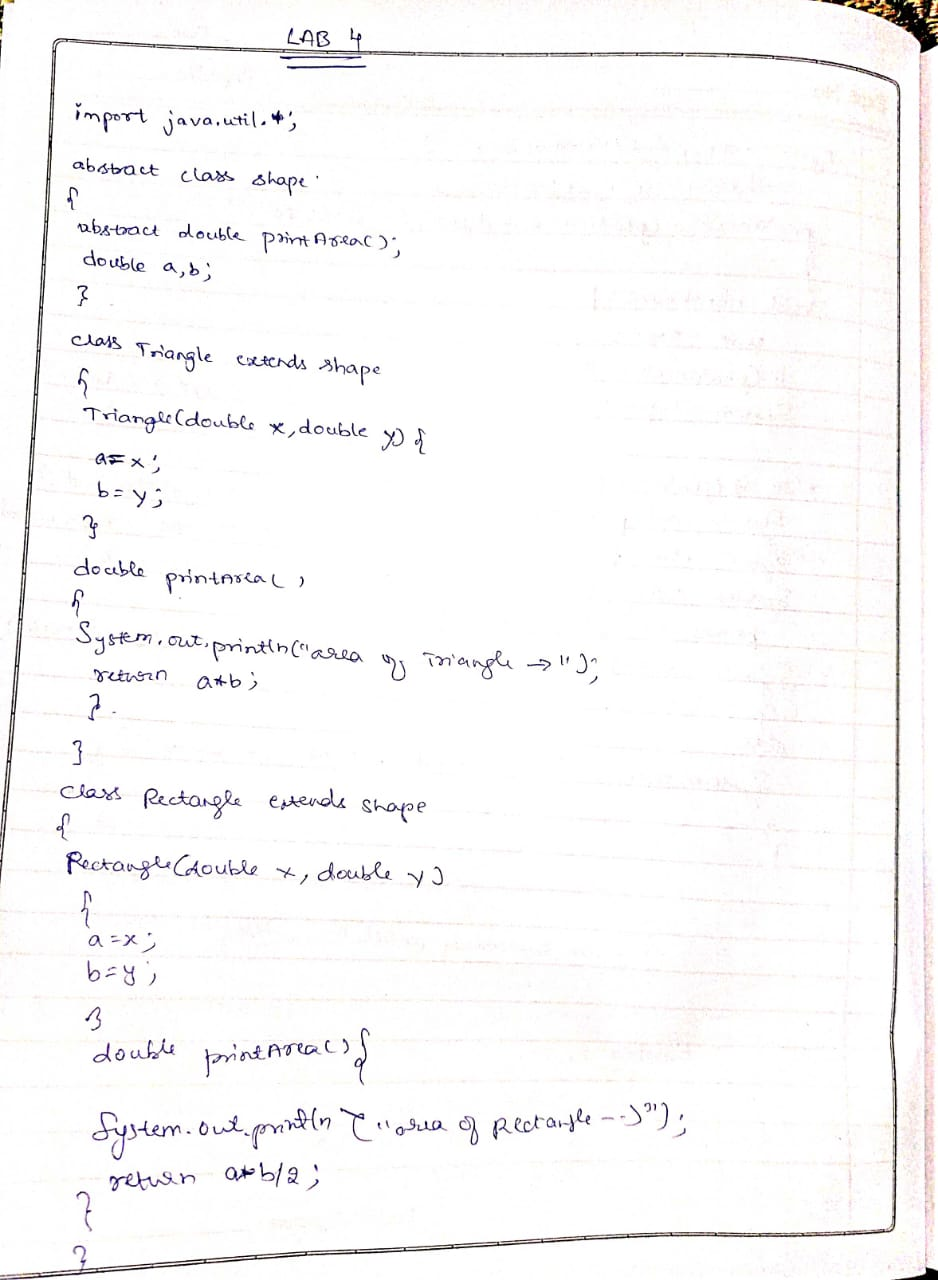 LAB 4
import java.util.*;
abstract class shape
{
abstract double printArea();
double a,b;
}
class Triangle extends shape
{
Triangle(double x, double y) {
a=x;
b=y;
}
double printArea()
{
System.out.println("area of Triangle →");
return a*b;
}
}
class Rectangle extends shape
{
Rectangle(double x, double y)
{
a=x;
b=y;
}
double printArea(){
System.out.println("area of Rectangle -->");
return a*b/2;
}
}